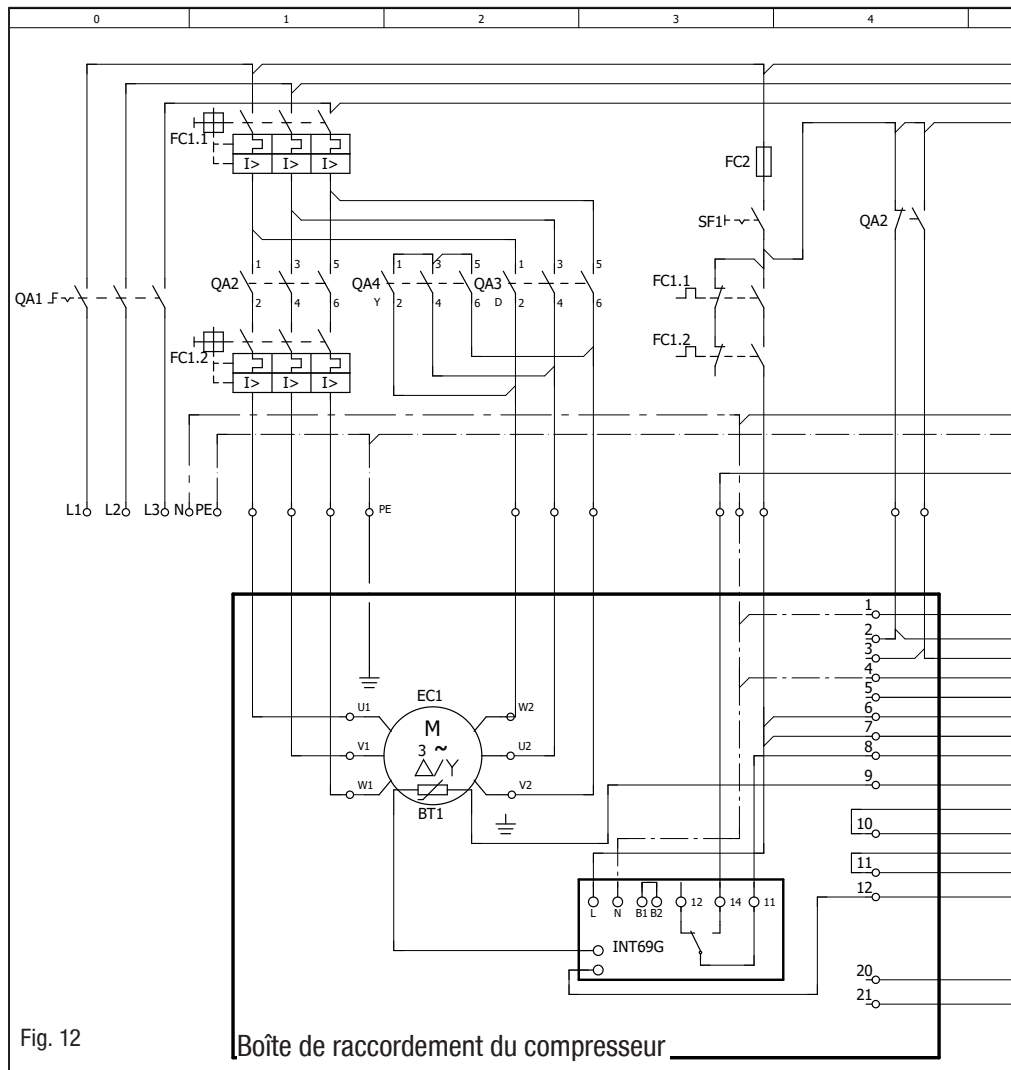 0 1 2 3 4
FC1.1
I> I> I>
FC2
SF1
QA2
QA1
QA2
1 3 5
2 4 6
QA4
Y
1 3 5
2 4 6
QA3
D
1 3 5
2 4 6
FC1.1
FC1.2
FC1.2
I> I> I>
L1 L2 L3 N PE
PE
1
2
3
4
5
6
7
8
9
10
11
12
20
21
EC1
M
3 ~
△/Y
BT1
U1
V1
W1
W2
U2
V2
L N B1 B2 12 14 11
INT69G
Fig. 12
Boîte de raccordement du compresseur